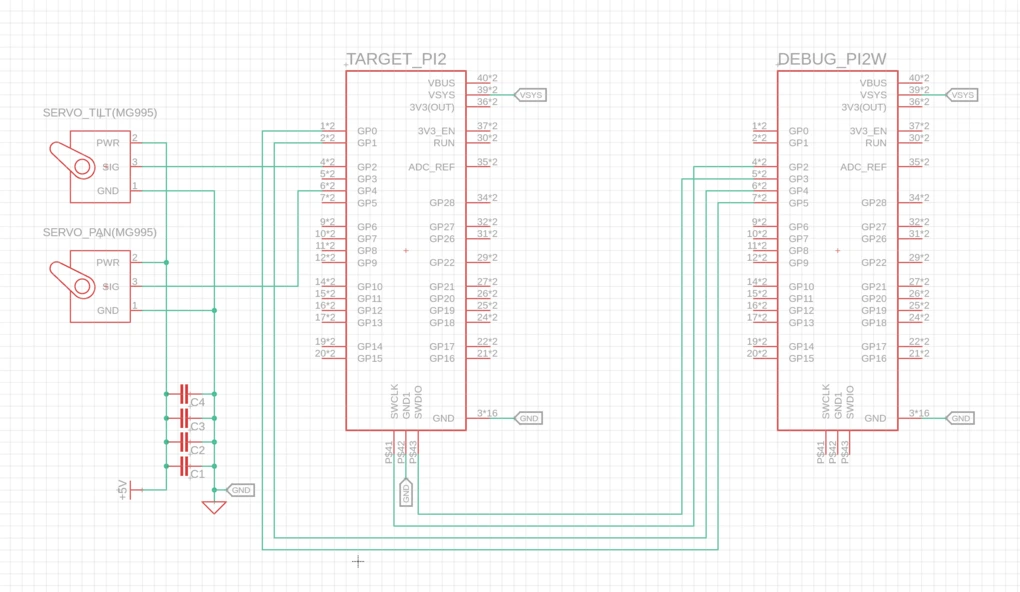 TARGET_PI2
DEBUG_PI2W
SERVO_TILT(MG995)
PWR 2
SIG 3
GND 1
SERVO_PAN(MG995)
PWR 2
SIG 3
GND 1
C4
C3
C2
C1
+5V
GND
1*2 GP0
2*2 GP1
4*2 GP2
5*2 GP3
6*2 GP4
7*2 GP5
9*2 GP6
10*2 GP7
11*2 GP8
12*2 GP9
14*2 GP10
15*2 GP11
16*2 GP12
17*2 GP13
19*2 GP14
20*2 GP15
VBUS 40*2
VSYS 39*2 VSYS
3V3(OUT) 36*2
3V3_EN 37*2
RUN 30*2
ADC_REF 35*2
GP28 34*2
GP27 32*2
GP26 31*2
GP22 29*2
GP21 27*2
GP20 26*2
GP19 25*2
GP18 24*2
GP17 22*2
GP16 21*2
GND 3*16 GND
SWCLK P$41
GND1 P$42
SWDIO P$43
GND
1*2 GP0
2*2 GP1
4*2 GP2
5*2 GP3
6*2 GP4
7*2 GP5
9*2 GP6
10*2 GP7
11*2 GP8
12*2 GP9
14*2 GP10
15*2 GP11
16*2 GP12
17*2 GP13
19*2 GP14
20*2 GP15
VBUS 40*2
VSYS 39*2 VSYS
3V3(OUT) 36*2
3V3_EN 37*2
RUN 30*2
ADC_REF 35*2
GP28 34*2
GP27 32*2
GP26 31*2
GP22 29*2
GP21 27*2
GP20 26*2
GP19 25*2
GP18 24*2
GP17 22*2
GP16 21*2
GND 3*16 GND
SWCLK P$41
GND1 P$42
SWDIO P$43